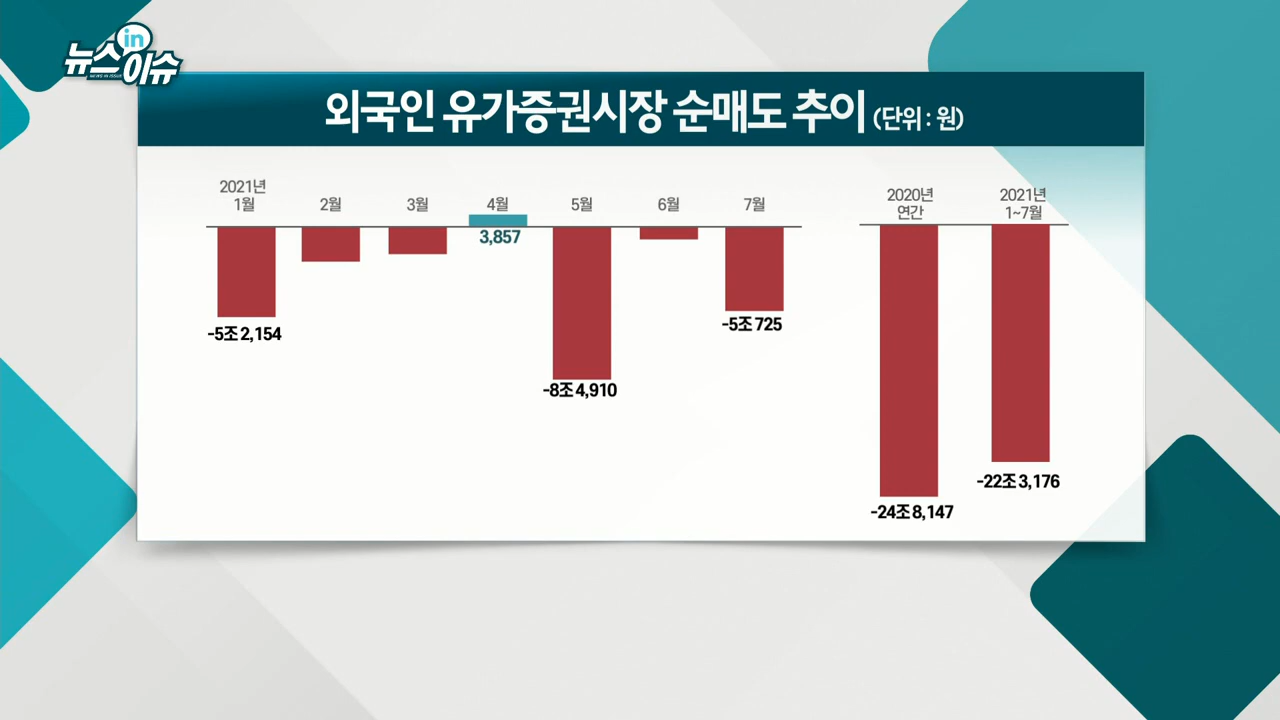 뉴스in이슈
NEWS IN ISSUE
외국인 유가증권시장 순매도 추이 (단위 : 원)
2021년
1월
2월
3월
4월
5월
6월
7월
2020년
연간
2021년
1~7월
3,857
-5조 2,154
-5조 725
-8조 4,910
-22조 3,176
-24조 8,147